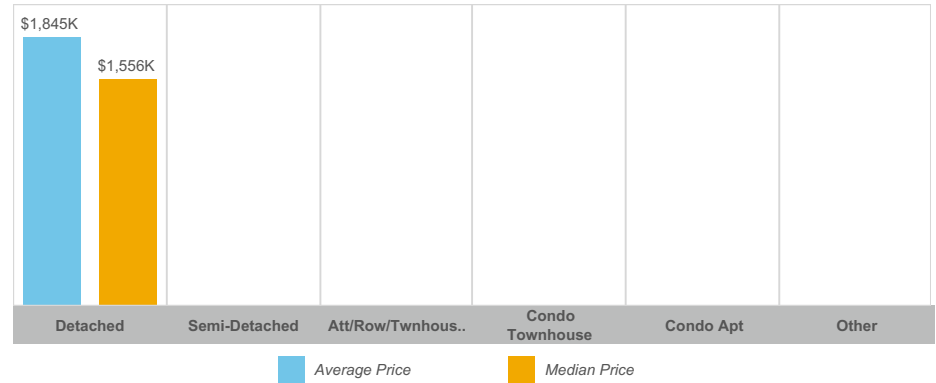 $1,845K
$1,556K
Detached
Semi-Detached
Att/Row/Twnhous..
Condo
Townhouse
Condo Apt
Other
Average Price
Median Price